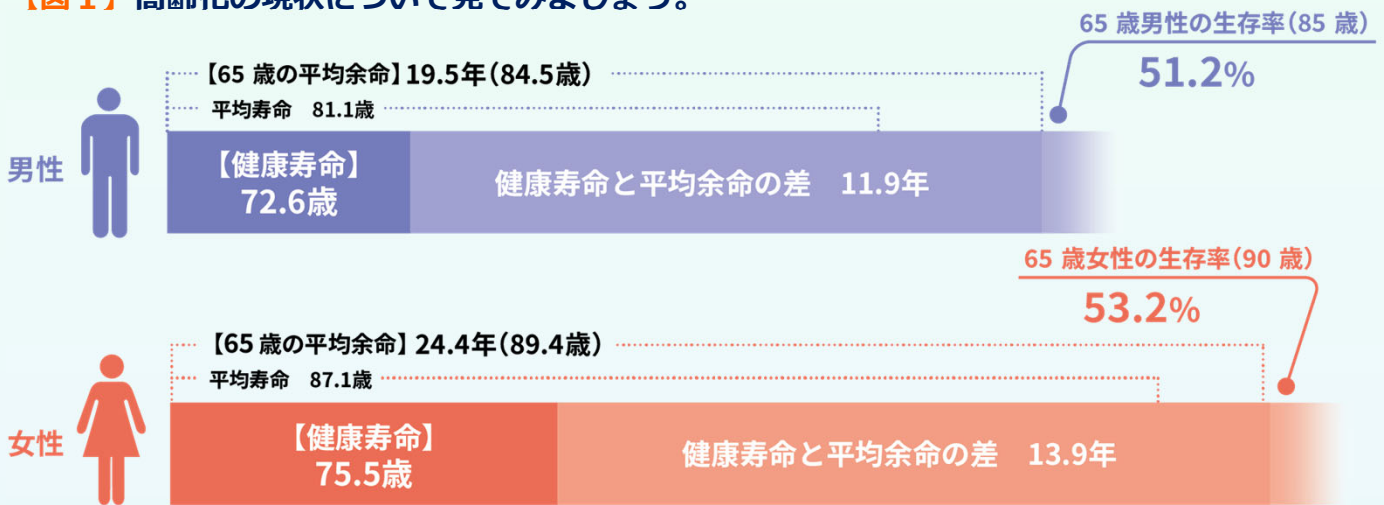 【図1】高齢化の現状について見てみましょう。
65 歳男性の生存率(85 歳)
51.2%
【65 歳の平均余命】19.5年(84.5歳)
平均寿命 81.1歳
男性
【健康寿命】
72.6歳
健康寿命と平均余命の差 11.9年
65 歳女性の生存率(90 歳)
53.2%
【65 歳の平均余命】24.4年(89.4歳)
平均寿命 87.1歳
女性
【健康寿命】
75.5歳
健康寿命と平均余命の差 13.9年